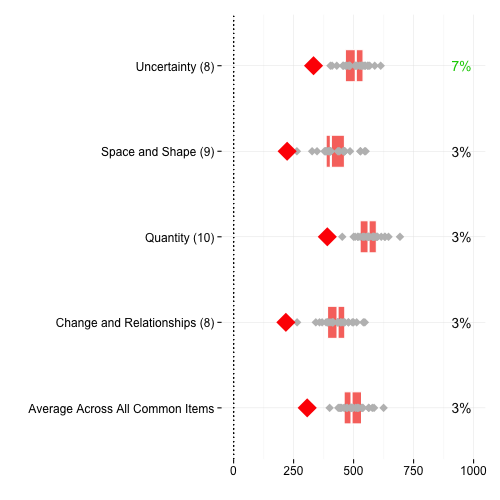 Uncertainty (8)
7%
Space and Shape (9)
3%
Quantity (10)
3%
Change and Relationships (8)
3%
Average Across All Common Items
3%
0
250
500
750
1000